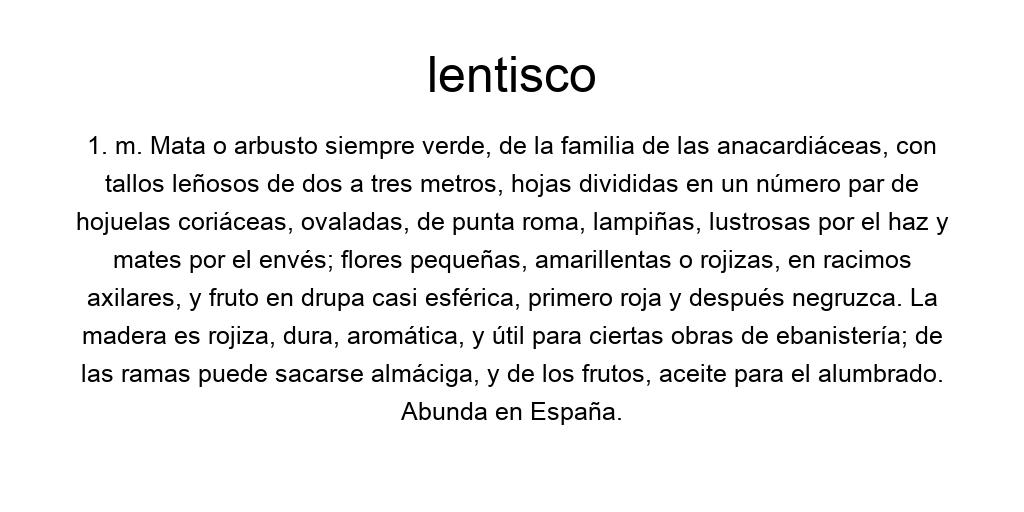 lentisco
1. m. Mata o arbusto siempre verde, de la familia de las anacardiáceas, con
tallos leñosos de dos a tres metros, hojas divididas en un número par de
hojuelas coriáceas, ovaladas, de punta roma, lampiñas, lustrosas por el haz y
mates por el envés; flores pequeñas, amarillentas o rojizas, en racimos
axilares, y fruto en drupa casi esférica, primero roja y después negruzca. La
madera es rojiza, dura, aromática, y útil para ciertas obras de ebanistería; de
las ramas puede sacarse almáciga, y de los frutos, aceite para el alumbrado.
Abunda en España.